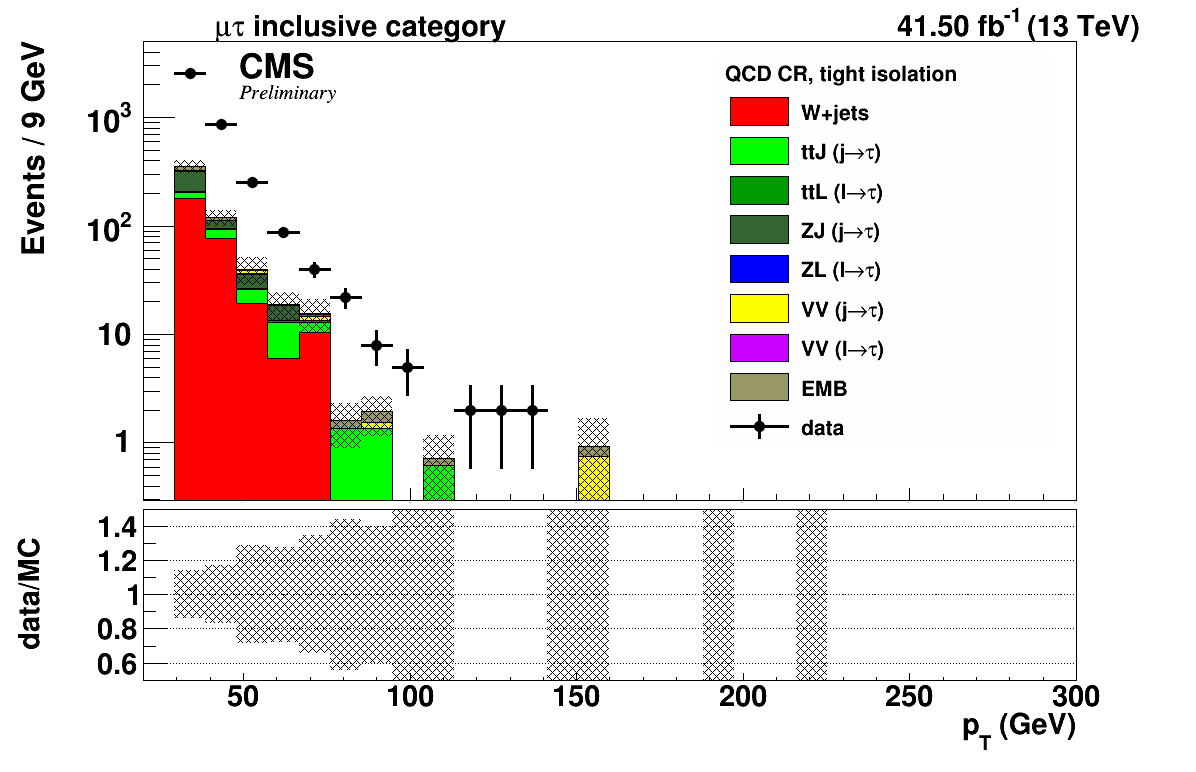 μτ inclusive category
41.50 fb⁻¹ (13 TeV)
Events / 9 GeV
CMS
Preliminary
QCD CR, tight isolation
W+jets
ttJ (j→τ)
ttL (l→τ)
ZJ (j→τ)
ZL (l→τ)
VV (j→τ)
VV (l→τ)
EMB
data
10³
10²
10
1
data/MC
1.4
1.2
1
0.8
0.6
50 100 150 200 250 300
p_T (GeV)